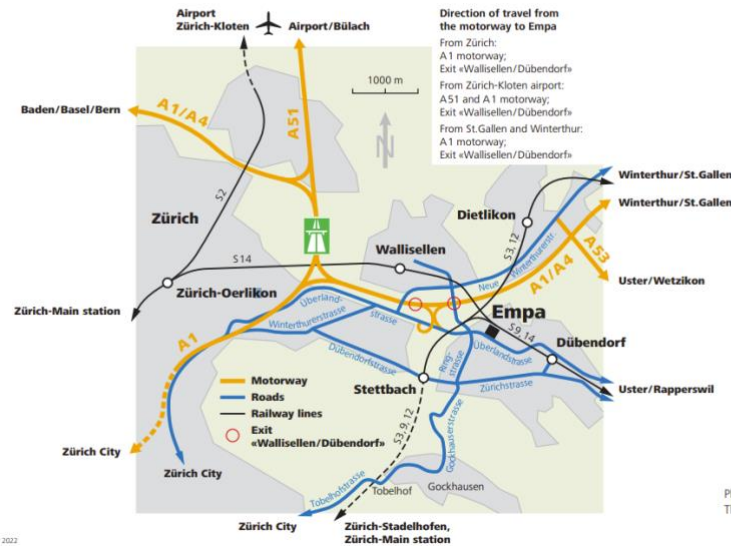 Airport
Zürich-Kloten
Airport/Bülach
Direction of travel from
the motorway to Empa
From Zürich:
A1 motorway;
Exit «Wallisellen/Dübendorf»
From Zürich-Kloten airport:
A51 and A1 motorway;
Exit «Wallisellen/Dübendorf»
From St.Gallen and Winterthur:
A1 motorway;
Exit «Wallisellen/Dübendorf»
1000 m
N
Baden/Basel/Bern
A1/A4
A51
S2
Winterthur/St.Gallen
Winterthur/St.Gallen
Zürich
Dietlikon
S3, 12
Neue Winterthurerstr.
A53
A1/A4
Uster/Wetzikon
Wallisellen
S14
Zürich-Oerlikon
Zürich-Main station
Überland-
strasse
Winterthurerstrasse
Dübendorfstrasse
A1
Empa
S9, 14
Dübendorf
Überlandstrasse
Ring-
strasse
Zürichstrasse
Uster/Rapperswil
Stettbach
Motorway
Roads
Railway lines
Exit
«Wallisellen/Dübendorf»
S3, 9, 12
Gockhauserstrasse
Zürich City
Zürich City
Tobelhofstrasse
Tobelhof
Gockhausen
Zürich City
Zürich-Stadelhofen,
Zürich-Main station
2022